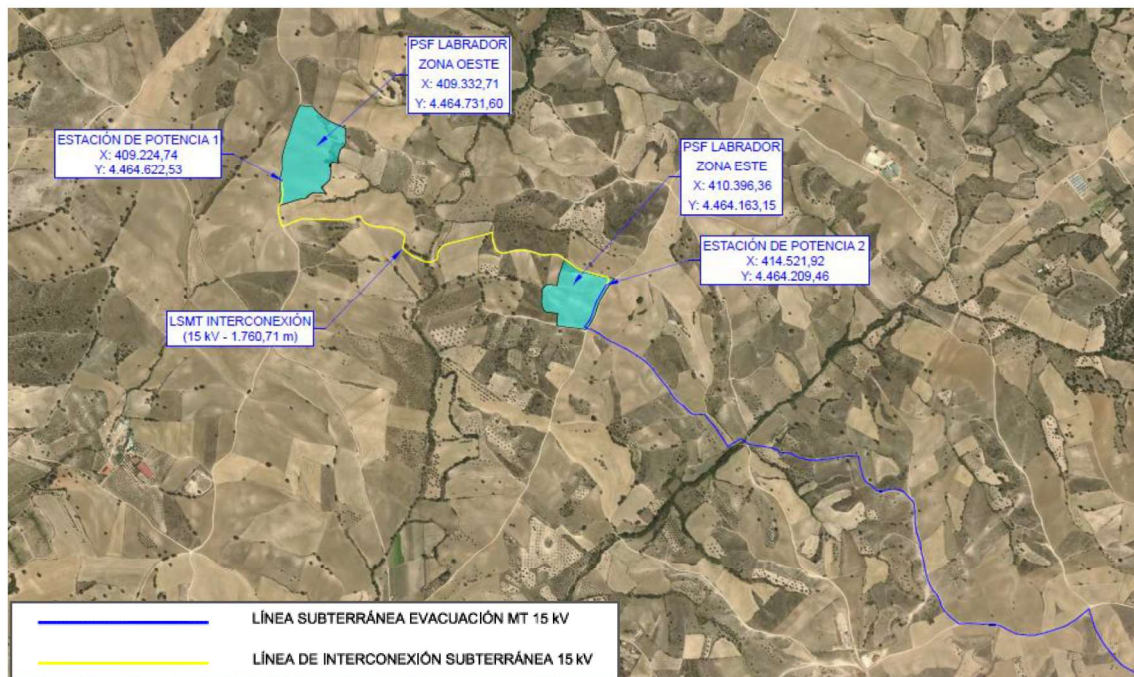 PSF LABRADOR
ZONA OESTE
X: 409.332,71
Y: 4.464.731,60
ESTACIÓN DE POTENCIA 1
X: 409.224,74
Y: 4.464.622,53
PSF LABRADOR
ZONA ESTE
X: 410.396,36
Y: 4.464.163,15
ESTACIÓN DE POTENCIA 2
X: 414.521,92
Y: 4.464.209,46
LSMT INTERCONEXIÓN
(15 kV - 1.760,71 m)
LÍNEA SUBTERRÁNEA EVACUACIÓN MT 15 kV
LÍNEA DE INTERCONEXIÓN SUBTERRÁNEA 15 kV